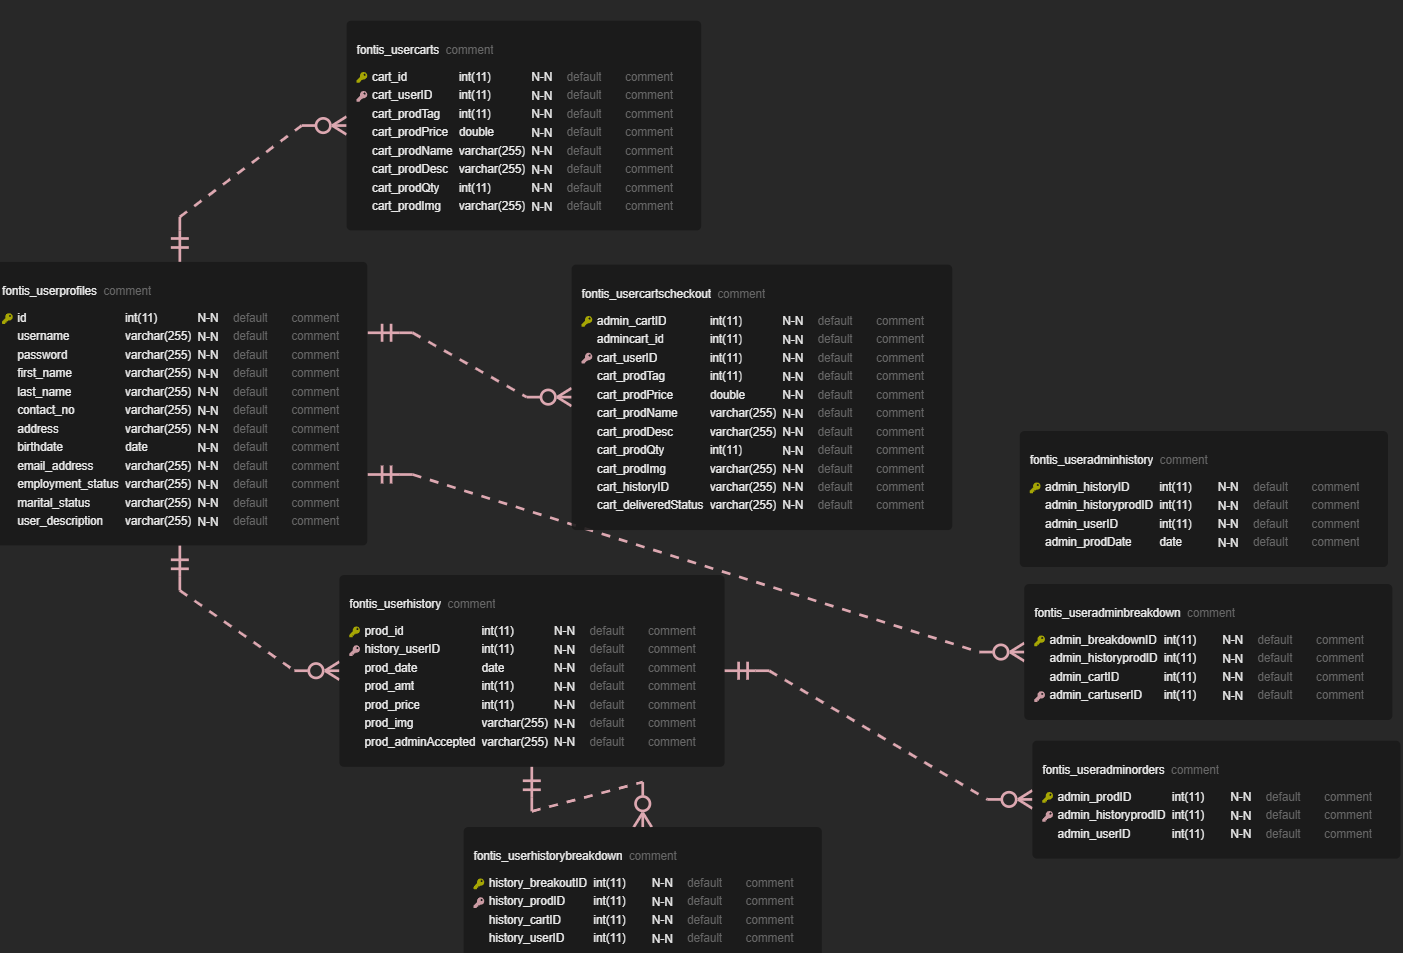 fontis_usercarts comment
cart_id int(11) N-N default comment
cart_userID int(11) N-N default comment
cart_prodTag int(11) N-N default comment
cart_prodPrice double N-N default comment
cart_prodName varchar(255) N-N default comment
cart_prodDesc varchar(255) N-N default comment
cart_prodQty int(11) N-N default comment
cart_prodImg varchar(255) N-N default comment
fontis_userprofiles comment
id int(11) N-N default comment
username varchar(255) N-N default comment
password varchar(255) N-N default comment
first_name varchar(255) N-N default comment
last_name varchar(255) N-N default comment
contact_no varchar(255) N-N default comment
address varchar(255) N-N default comment
birthdate date N-N default comment
email_address varchar(255) N-N default comment
employment_status varchar(255) N-N default comment
marital_status varchar(255) N-N default comment
user_description varchar(255) N-N default comment
fontis_usercartscheckout comment
admin_cartID int(11) N-N default comment
admincart_id int(11) N-N default comment
cart_userID int(11) N-N default comment
cart_prodTag int(11) N-N default comment
cart_prodPrice double N-N default comment
cart_prodName varchar(255) N-N default comment
cart_prodDesc varchar(255) N-N default comment
cart_prodQty int(11) N-N default comment
cart_prodImg varchar(255) N-N default comment
cart_historyID varchar(255) N-N default comment
cart_deliveredStatus varchar(255) N-N default comment
fontis_useradminhistory comment
admin_historyID int(11) N-N default comment
admin_historyprodID int(11) N-N default comment
admin_userID int(11) N-N default comment
admin_prodDate date N-N default comment
fontis_userhistory comment
prod_id int(11) N-N default comment
history_userID int(11) N-N default comment
prod_date date N-N default comment
prod_amt int(11) N-N default comment
prod_price int(11) N-N default comment
prod_img varchar(255) N-N default comment
prod_adminAccepted varchar(255) N-N default comment
fontis_useradminbreakdown comment
admin_breakdownID int(11) N-N default comment
admin_historyprodID int(11) N-N default comment
admin_cartID int(11) N-N default comment
admin_cartuserID int(11) N-N default comment
fontis_useradminorders comment
admin_prodID int(11) N-N default comment
admin_historyprodID int(11) N-N default comment
admin_userID int(11) N-N default comment
fontis_userhistorybreakdown comment
history_breakoutID int(11) N-N default comment
history_prodID int(11) N-N default comment
history_cartID int(11) N-N default comment
history_userID int(11) N-N default comment